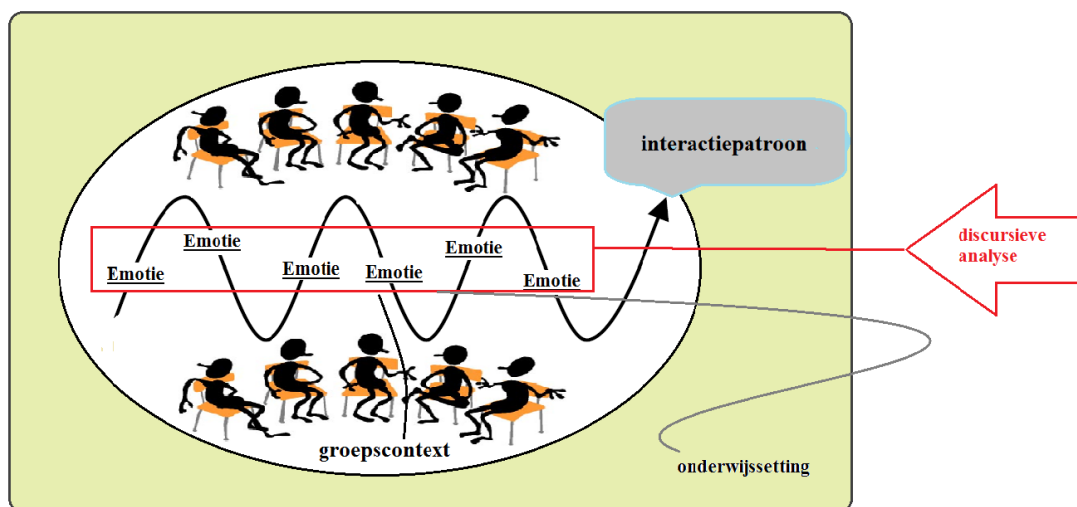 interactiepatroon
discursieve
analyse
Emotie
Emotie
Emotie
Emotie
Emotie
Emotie
groepscontext
onderwijssetting